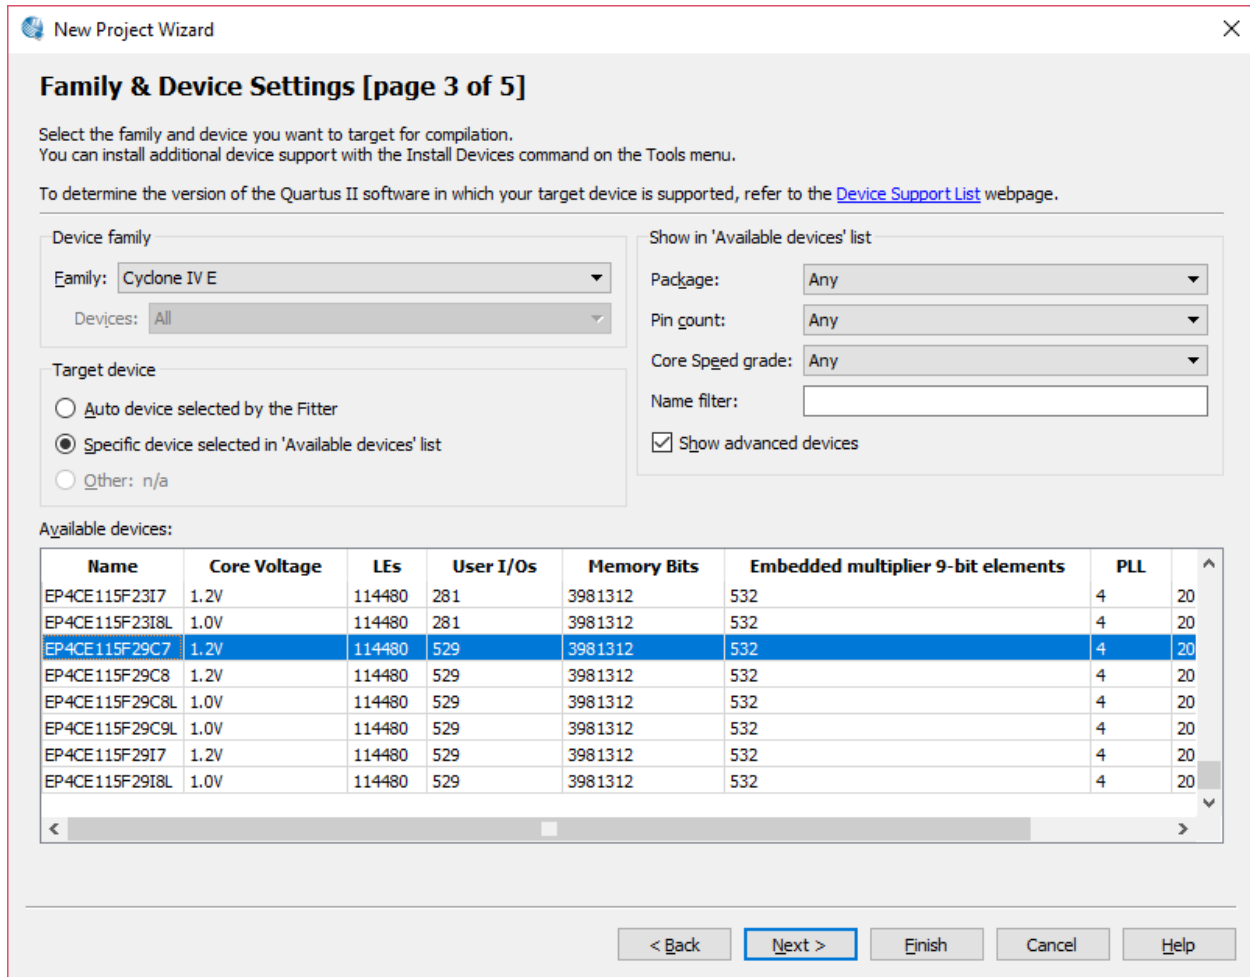 New Project Wizard
Family & Device Settings [page 3 of 5]
Select the family and device you want to target for compilation.
You can install additional device support with the Install Devices command on the Tools menu.
To determine the version of the Quartus II software in which your target device is supported, refer to the Device Support List webpage.
Device family
Family: Cyclone IV E
Devices: All
Target device
Auto device selected by the Fitter
Specific device selected in 'Available devices' list
Other: n/a
Show in 'Available devices' list
Package: Any
Pin count: Any
Core Speed grade: Any
Name filter:
Show advanced devices
Available devices:
Name Core Voltage LEs User I/Os Memory Bits Embedded multiplier 9-bit elements PLL
EP4CE115F23I7 1.2V 114480 281 3981312 532 4 20
EP4CE115F23I8L 1.0V 114480 281 3981312 532 4 20
EP4CE115F29C7 1.2V 114480 529 3981312 532 4 20
EP4CE115F29C8 1.2V 114480 529 3981312 532 4 20
EP4CE115F29C8L 1.0V 114480 529 3981312 532 4 20
EP4CE115F29C9L 1.0V 114480 529 3981312 532 4 20
EP4CE115F29I7 1.2V 114480 529 3981312 532 4 20
EP4CE115F29I8L 1.0V 114480 529 3981312 532 4 20
< Back Next > Finish Cancel Help